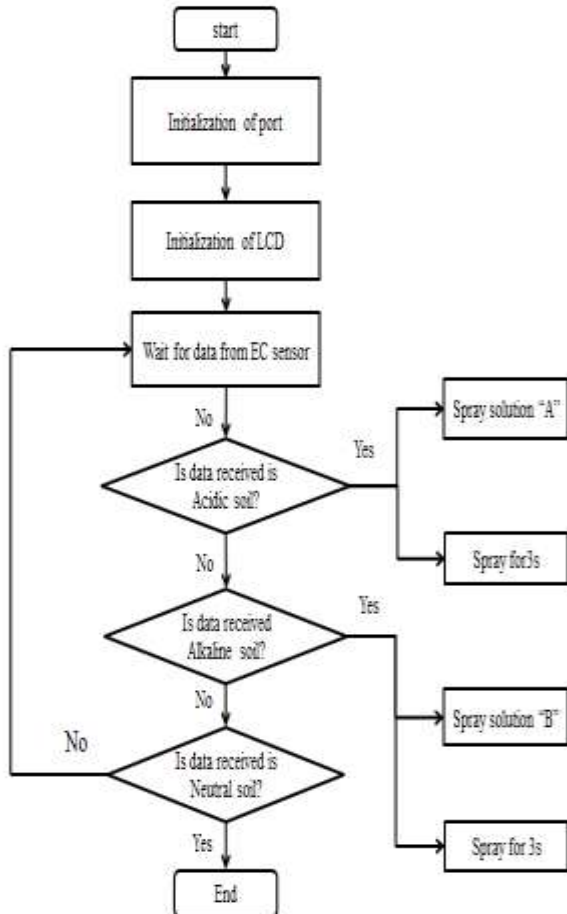 start
Initialization of port
Initialization of LCD
Wait for data from EC sensor
No
Spray solution “A”
Yes
Is data received is
Acidic soil?
Spray for3s
No
Yes
Is data received
Alkaline soil?
No
Spray solution “B”
No
Is data received is
Neutral soil?
Yes
Spray for 3s
End